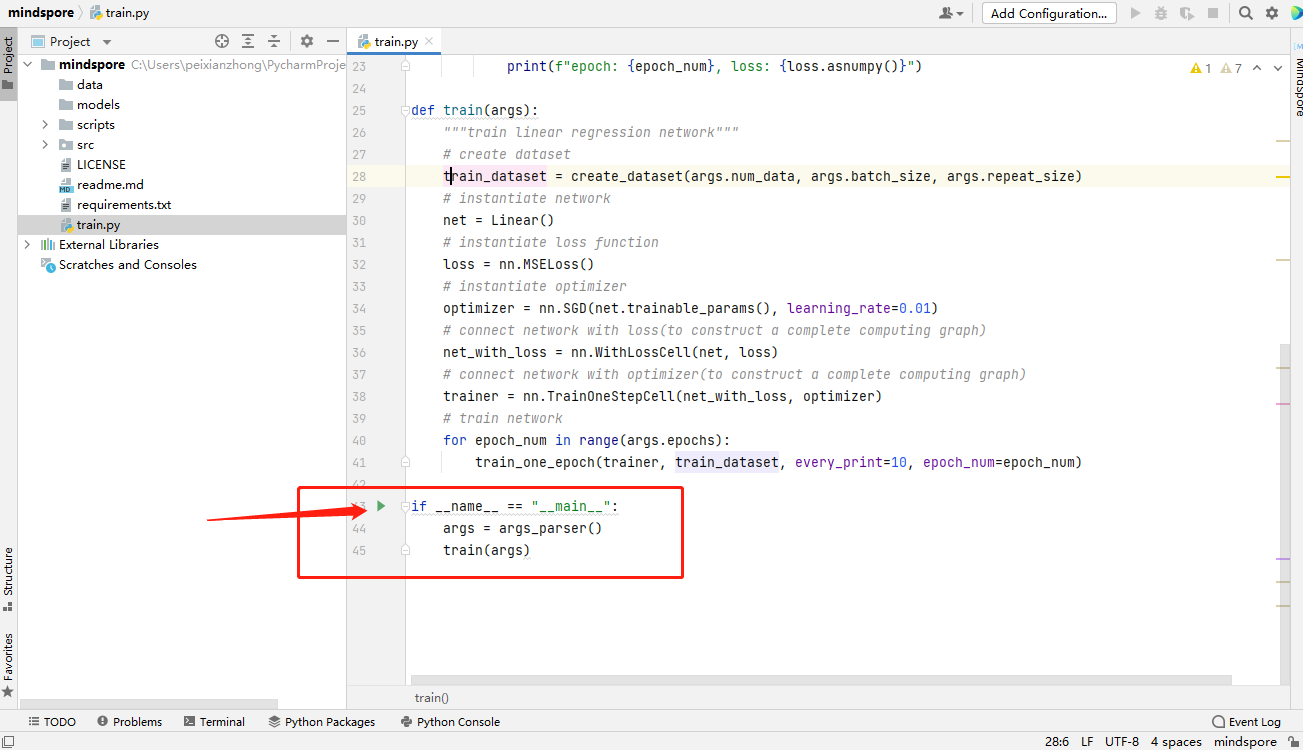 mindspore train.py Add Configuration...
Project train.py
mindspore C:\Users\peixianzhong\PycharmProje
data
models
scripts
src
LICENSE
readme.md
requirements.txt
train.py
External Libraries
Scratches and Consoles
1 7
23 print(f"epoch: {epoch_num}, loss: {loss.asnumpy()}")
24
25 def train(args):
26 """train linear regression network"""
27 # create dataset
28 train_dataset = create_dataset(args.num_data, args.batch_size, args.repeat_size)
29 # instantiate network
30 net = Linear()
31 # instantiate loss function
32 loss = nn.MSELoss()
33 # instantiate optimizer
34 optimizer = nn.SGD(net.trainable_params(), learning_rate=0.01)
35 # connect network with loss(to construct a complete computing graph)
36 net_with_loss = nn.WithLossCell(net, loss)
37 # connect network with optimizer(to construct a complete computing graph)
38 trainer = nn.TrainOneStepCell(net_with_loss, optimizer)
39 # train network
40 for epoch_num in range(args.epochs):
41 train_one_epoch(trainer, train_dataset, every_print=10, epoch_num=epoch_num)
42
43 if __name__ == "__main__":
44 args = args_parser()
45 train(args)
train()
Project
Structure
Favorites
MindSpore
TODO Problems Terminal Python Packages Python Console Event Log
28:6 LF UTF-8 4 spaces mindspore